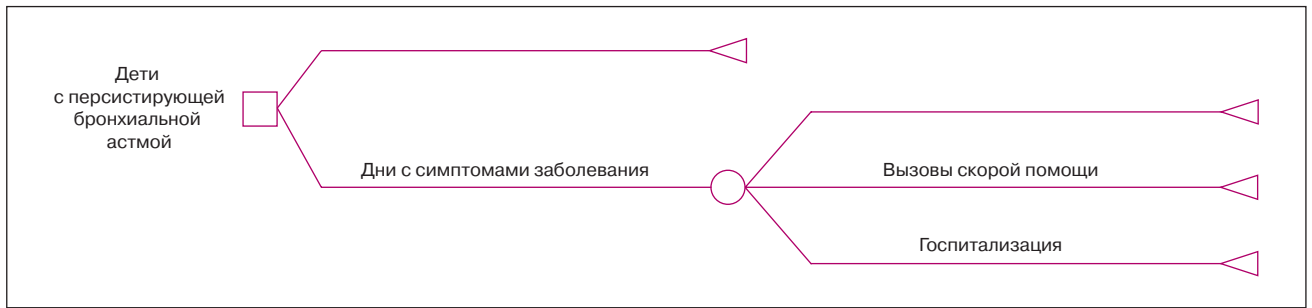 Дети
с персистирующей
бронхиальной
астмой
Дни с симптомами заболевания
Вызовы скорой помощи
Госпитализация